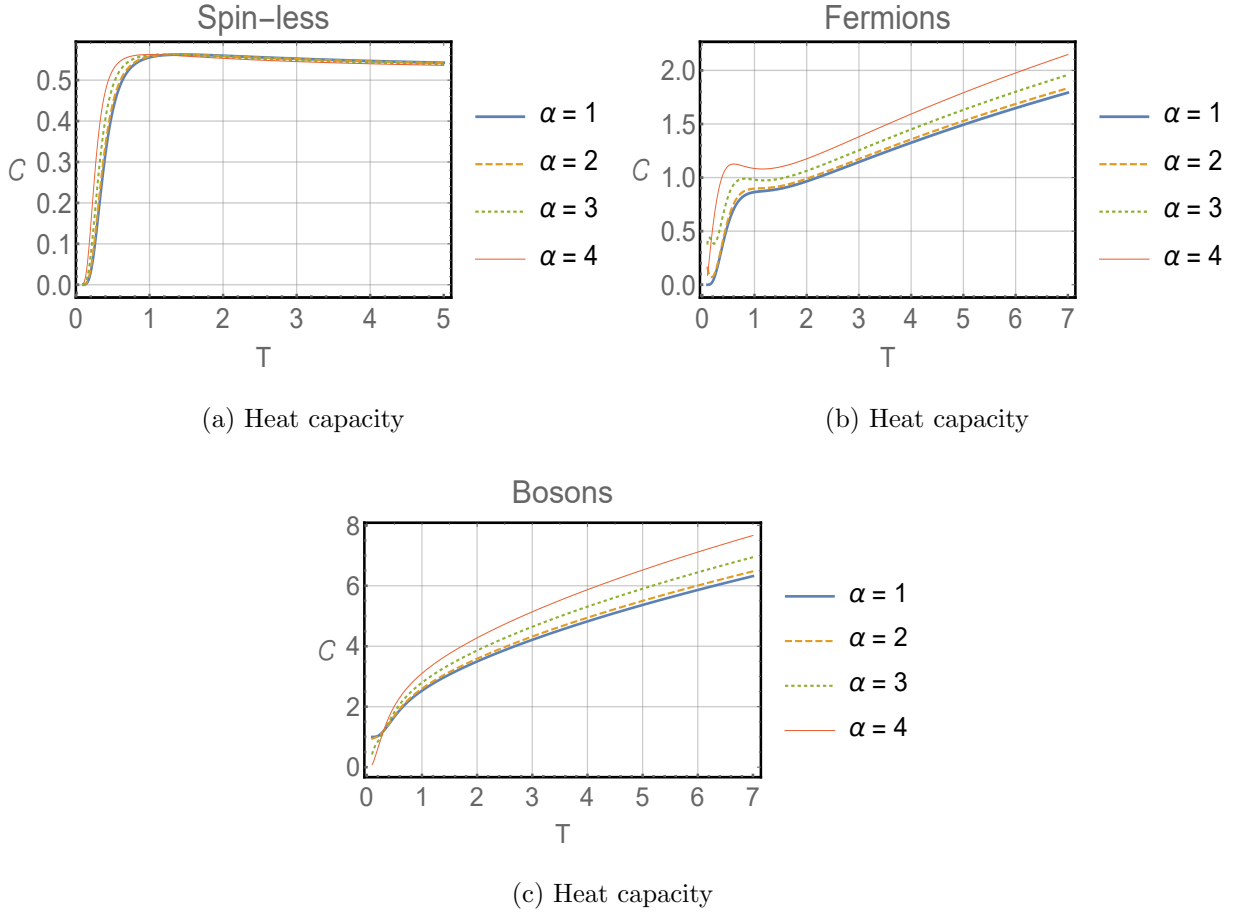 Spin-less
C
0.5
0.4
0.3
0.2
0.1
0.0
0 1 2 3 4 5
T
α = 1
α = 2
α = 3
α = 4
(a) Heat capacity
Fermions
C
2.0
1.5
1.0
0.5
0.0
0 1 2 3 4 5 6 7
T
α = 1
α = 2
α = 3
α = 4
(b) Heat capacity
Bosons
C
8
6
4
2
0
0 1 2 3 4 5 6 7
T
α = 1
α = 2
α = 3
α = 4
(c) Heat capacity